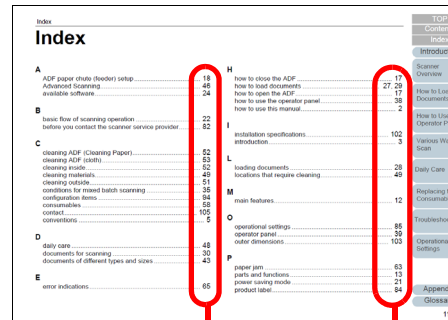 Index
Index
A
ADF paper chute (feeder) setup 18
Advanced Scanning 46
available software 24
B
basic flow of scanning operation 22
before you contact the scanner service provider 82
C
cleaning ADF (Cleaning Paper) 52
cleaning ADF (cloth) 53
cleaning inside 52
cleaning materials 49
cleaning outside 51
conditions for mixed batch scanning 35
configuration items 94
consumables 58
contact 105
conventions 5
D
daily care 48
documents for scanning 30
documents of different types and sizes 43
E
error indications 65
H
how to close the ADF 17
how to load documents 27, 29
how to open the ADF 17
how to use the operator panel 38
how to use this manual 2
I
installation specifications 102
introduction 3
L
loading documents 28
locations that require cleaning 49
M
main features 12
O
operational settings 85
operator panel 39
outer dimensions 103
P
paper jam 63
parts and functions 13
power saving mode 21
product label 84
TOP
Conten
Index
Introduc
Scanner
Overview
How to Loa
Documents
How to Use
Operator P
Various Wa
Scan
Daily Care
Replacing t
Consumabl
Troubleshoo
Operationa
Settings
Append
Glossa